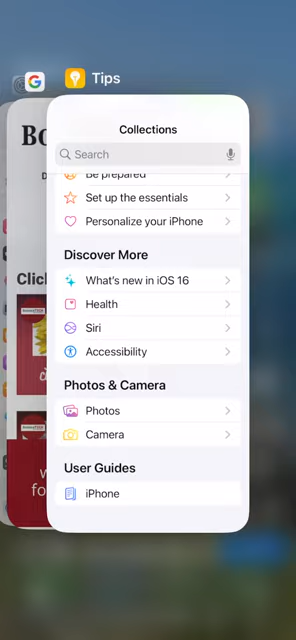 G
Tips
Bo
D
Click
w
fo
Collections
Search
Be prepared
Set up the essentials
Personalize your iPhone
Discover More
What's new in iOS 16
Health
Siri
Accessibility
Photos & Camera
Photos
Camera
User Guides
iPhone